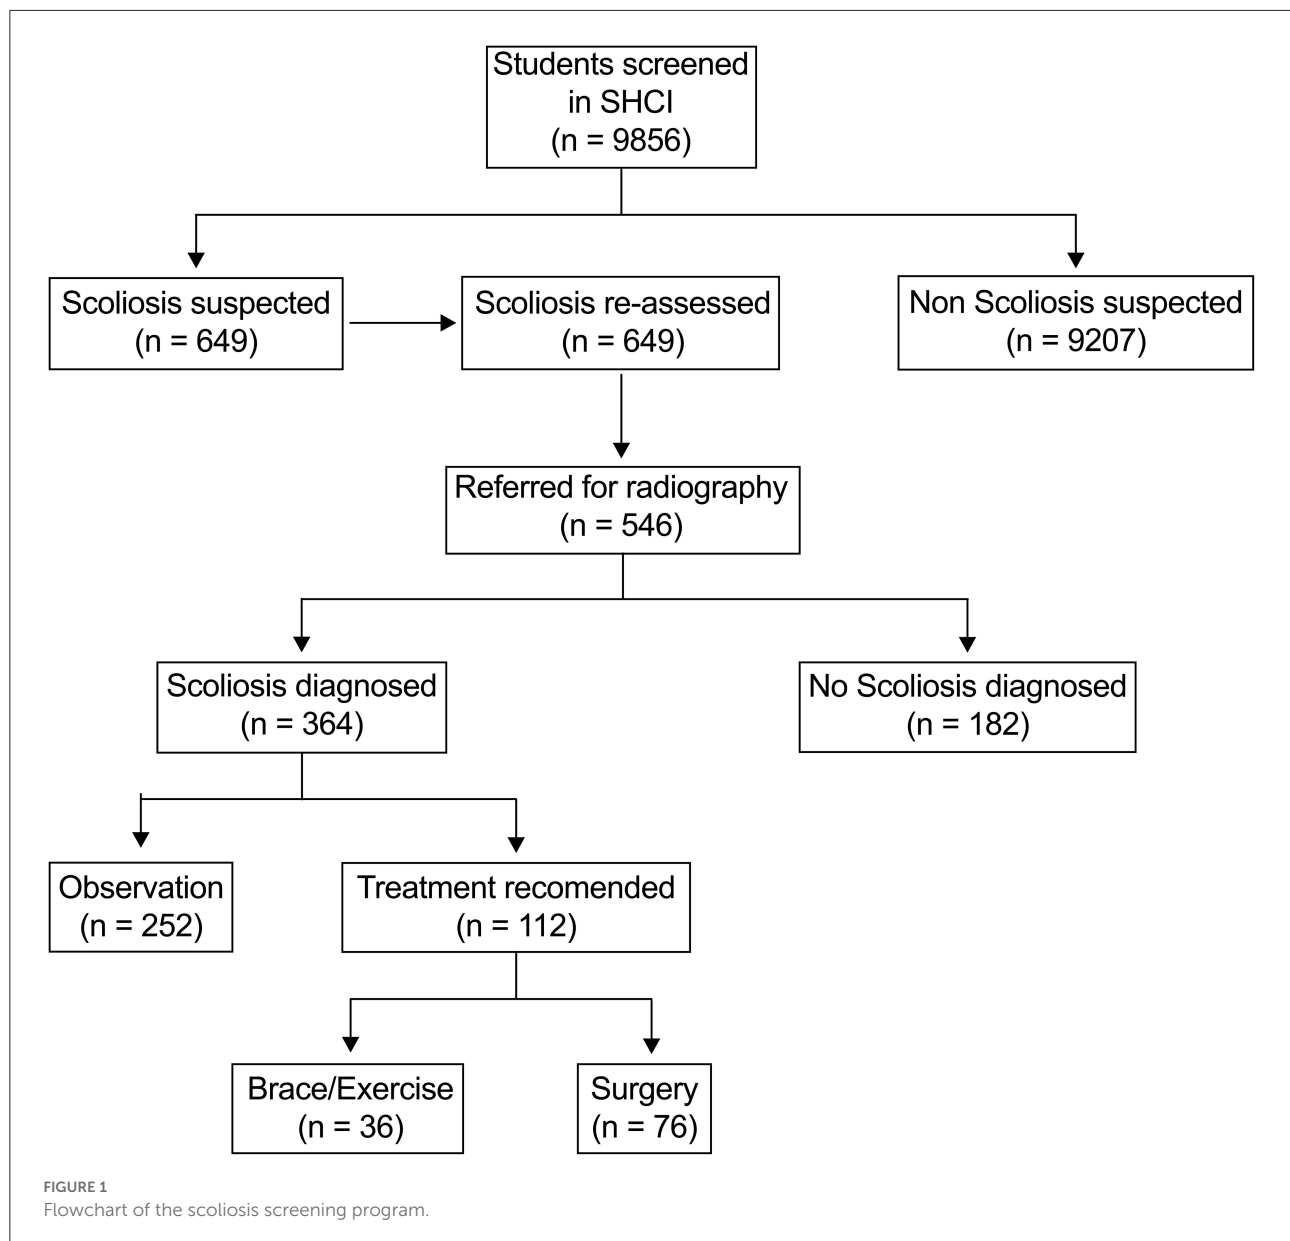 Students screened
in SHCI
(n = 9856)
Scoliosis suspected
(n = 649)
Scoliosis re-assessed
(n = 649)
Non Scoliosis suspected
(n = 9207)
Referred for radiography
(n = 546)
Scoliosis diagnosed
(n = 364)
No Scoliosis diagnosed
(n = 182)
Observation
(n = 252)
Treatment recomended
(n = 112)
Brace/Exercise
(n = 36)
Surgery
(n = 76)
FIGURE 1
Flowchart of the scoliosis screening program.